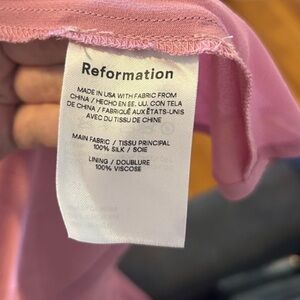 Reformation
MADE IN USA WITH FABRIC FROM
CHINA / HECHO EN EE. UU. CON TELA
DE CHINA / FABRIQUÉ AUX ÉTATS-UNIS
AVEC DU TISSU DE CHINE
MAIN FABRIC / TISSU PRINCIPAL
100% SILK / SOIE
LINING / DOUBLURE
100% VISCOSE